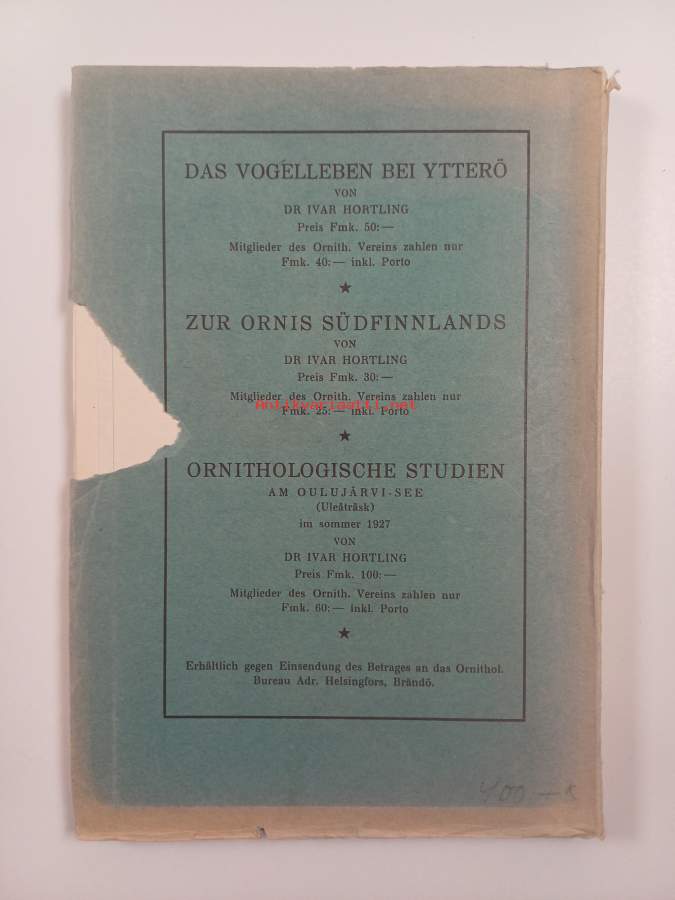 DAS VOGELLEBEN BEI YTTERÖ
VON
DR IVAR HORTLING
Preis Fmk. 50:—
Mitglieder des Ornith. Vereins zahlen nur
Fmk. 40:— inkl. Porto
★
ZUR ORNIS SÜDFINNLANDS
VON
DR IVAR HORTLING
Preis Fmk. 30:—
Mitglieder des Ornith. Vereins zahlen nur
Antikvariaatti.net
Fmk. 25:— inkl. Porto
★
ORNITHOLOGISCHE STUDIEN
AM OULUJÄRVI-SEE
(Uleåträsk)
im sommer 1927
VON
DR IVAR HORTLING
Preis Fmk. 100:—
Mitglieder des Ornith. Vereins zahlen nur
Fmk. 60:— inkl. Porto
★
Erhältlich gegen Einsendung des Betrages an das Ornithol.
Bureau Adr. Helsingfors, Brändö.